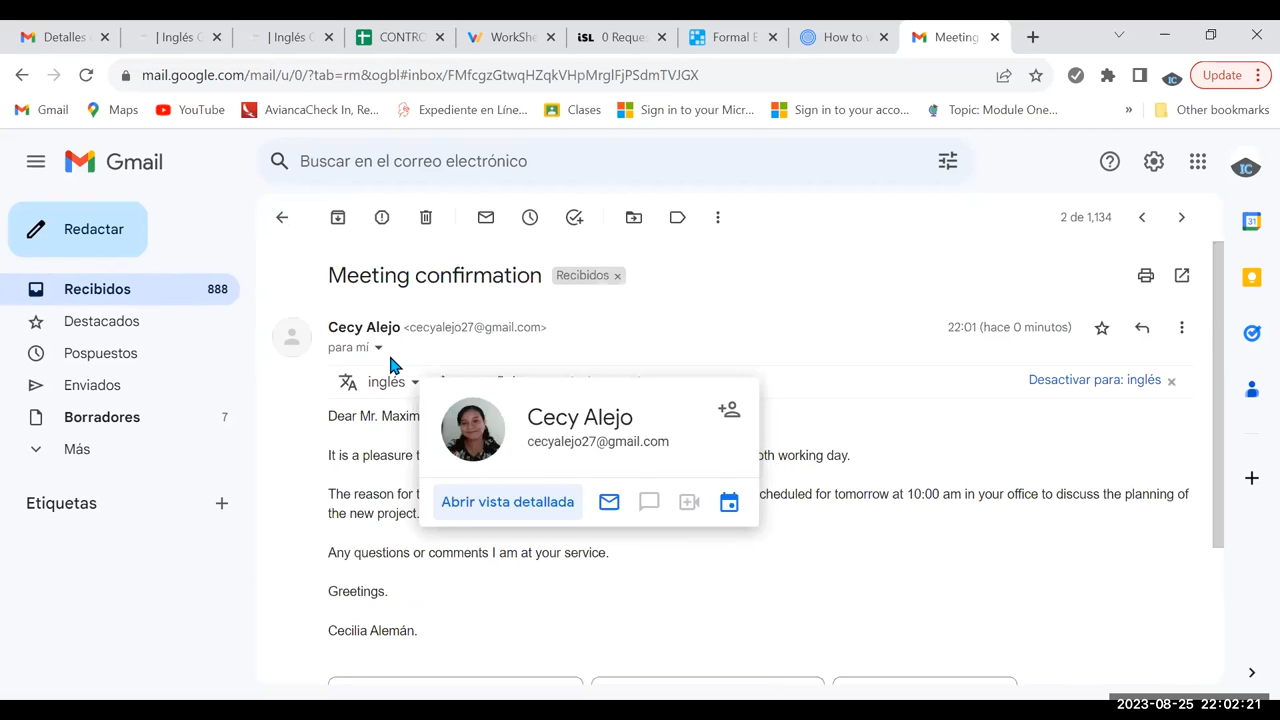 Detalles
| Inglés C
| Inglés C
CONTRO
WorkShe
iSL 0 Reque
Formal E
How to w
Meeting
mail.google.com/mail/u/0/?tab=rm&ogbl#inbox/FMfcgzGtwqHZqkVHpMrglFjPSdmTVJGX
Update
Gmail
Maps
YouTube
AviancaCheck In, Re...
Expediente en Líne...
Clases
Sign in to your Micr...
Sign in to your acco...
Topic: Module One...
»
Other bookmarks
Gmail
Buscar en el correo electrónico
IC
Redactar
2 de 1,134
31
Recibidos 888
Destacados
Pospuestos
Enviados
Borradores 7
Más
Etiquetas
Meeting confirmation Recibidos ×
Cecy Alejo <cecyalejo27@gmail.com> 22:01 (hace 0 minutos)
para mí
inglés
Desactivar para: inglés ×
Dear Mr. Maxim
It is a pleasure
oth working day.
The reason for
cheduled for tomorrow at 10:00 am in your office to discuss the planning of
the new project.
Cecy Alejo
cecyalejo27@gmail.com
Abrir vista detallada
Any questions or comments I am at your service.
Greetings.
Cecilia Alemán.
2023-08-25 22:02:21